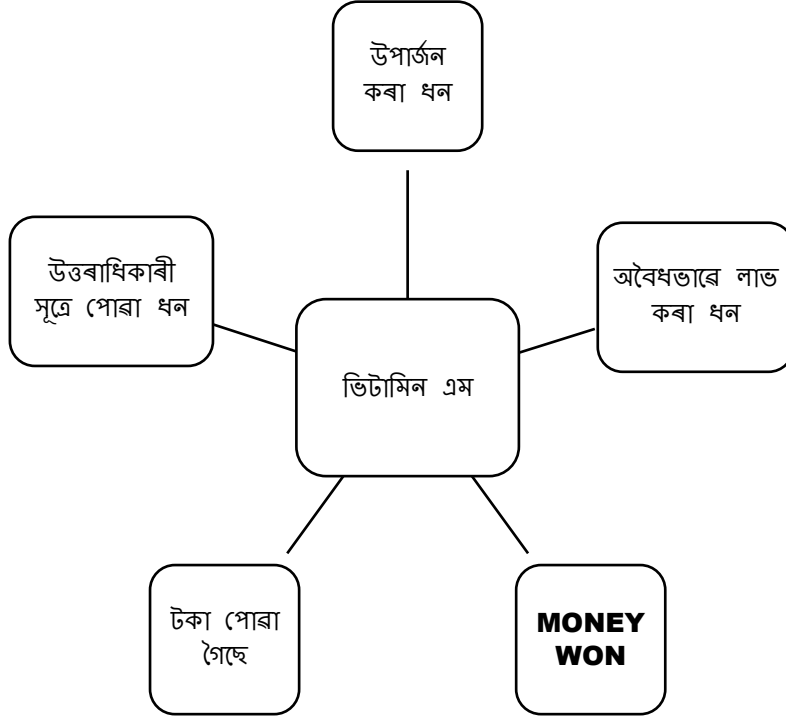 উপাৰ্জন
কৰা ধন
উত্তৰাধিকাৰী
সূত্ৰে পোৱা ধন
অবৈধভাৱে লাভ
কৰা ধন
ভিটামিন এম
টকা পোৱা
গৈছে
MONEY
WON